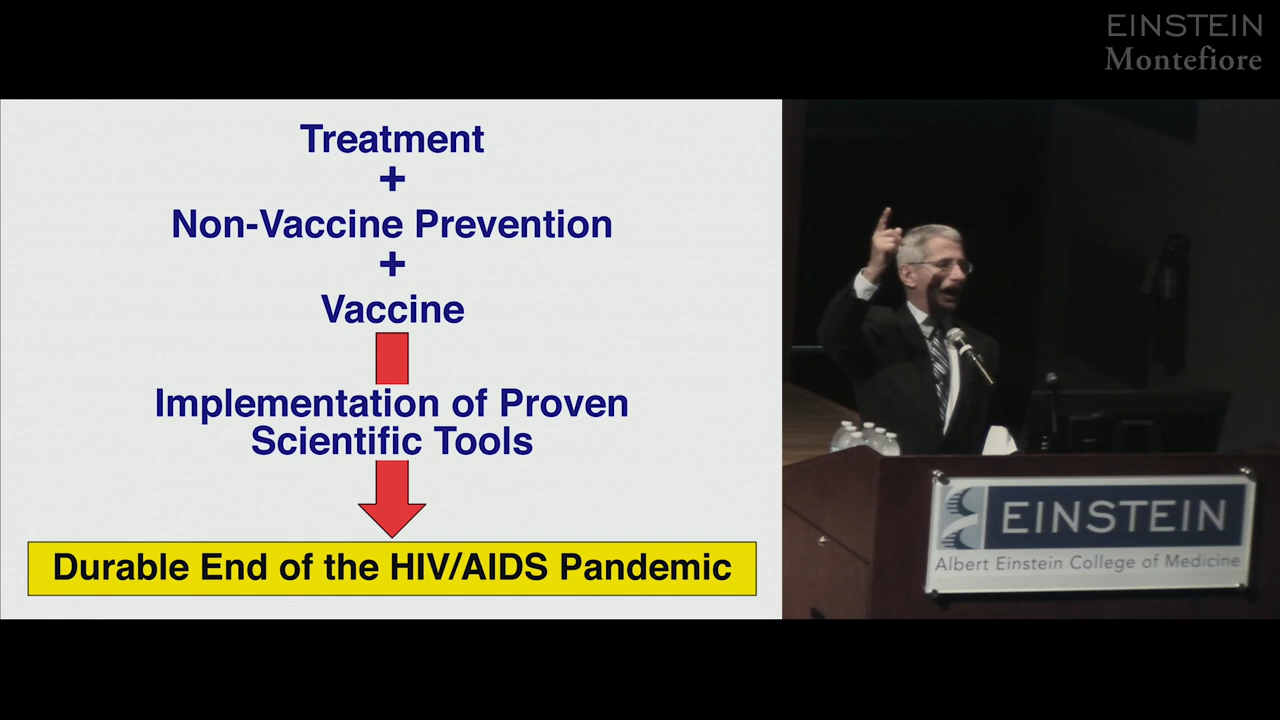 EINSTEIN
Montefiore
Treatment
+
Non-Vaccine Prevention
+
Vaccine
Implementation of Proven
Scientific Tools
Durable End of the HIV/AIDS Pandemic
EINSTEIN
Albert Einstein College of Medicine